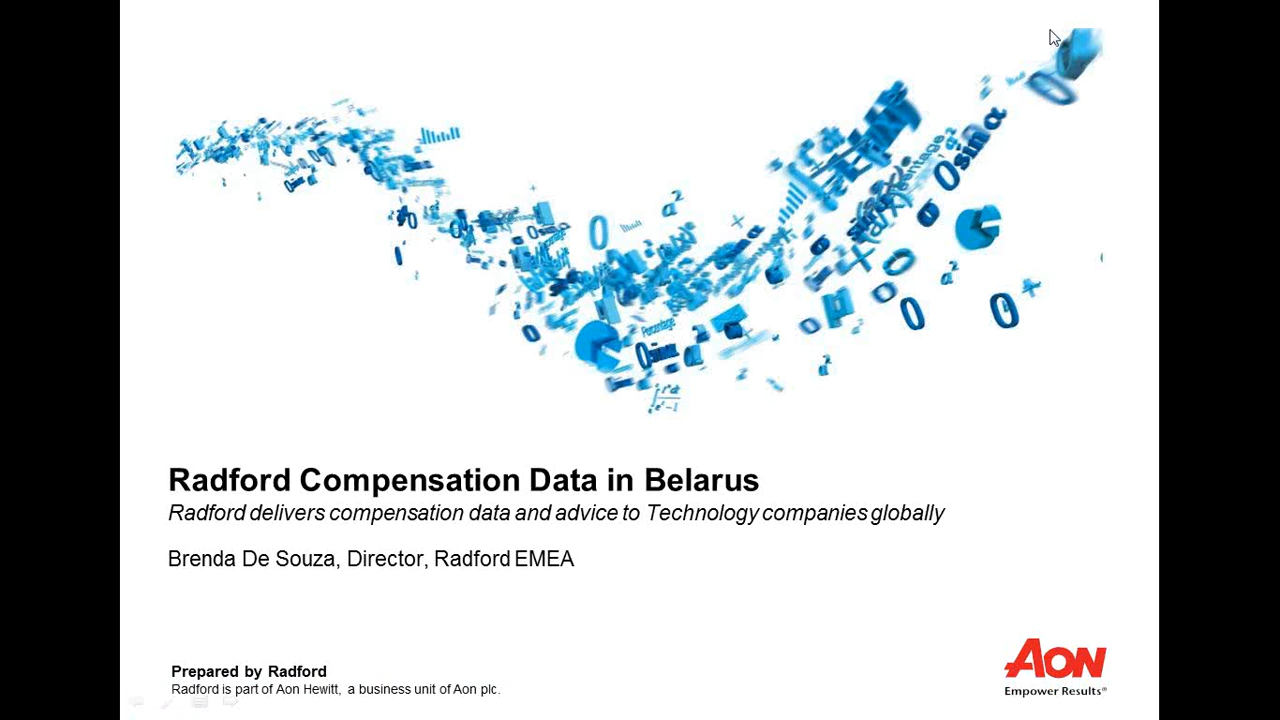 Percentage
Radford Compensation Data in Belarus
Radford delivers compensation data and advice to Technology companies globally
Brenda De Souza, Director, Radford EMEA
Prepared by Radford
Radford is part of Aon Hewitt, a business unit of Aon plc.
AON
Empower Results®